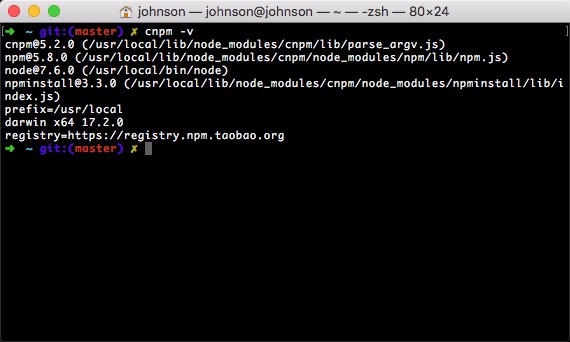 johnson — johnson@johnson — ~ — -zsh — 80×24
[➜ ~ git:(master) ✗ cnpm -v]
cnpm@5.2.0 (/usr/local/lib/node_modules/cnpm/lib/parse_argv.js)
npm@5.8.0 (/usr/local/lib/node_modules/cnpm/node_modules/npm/lib/npm.js)
node@7.6.0 (/usr/local/bin/node)
npminstall@3.3.0 (/usr/local/lib/node_modules/cnpm/node_modules/npminstall/lib/i
ndex.js)
prefix=/usr/local
darwin x64 17.2.0
registry=https://registry.npm.taobao.org
➜ ~ git:(master) ✗